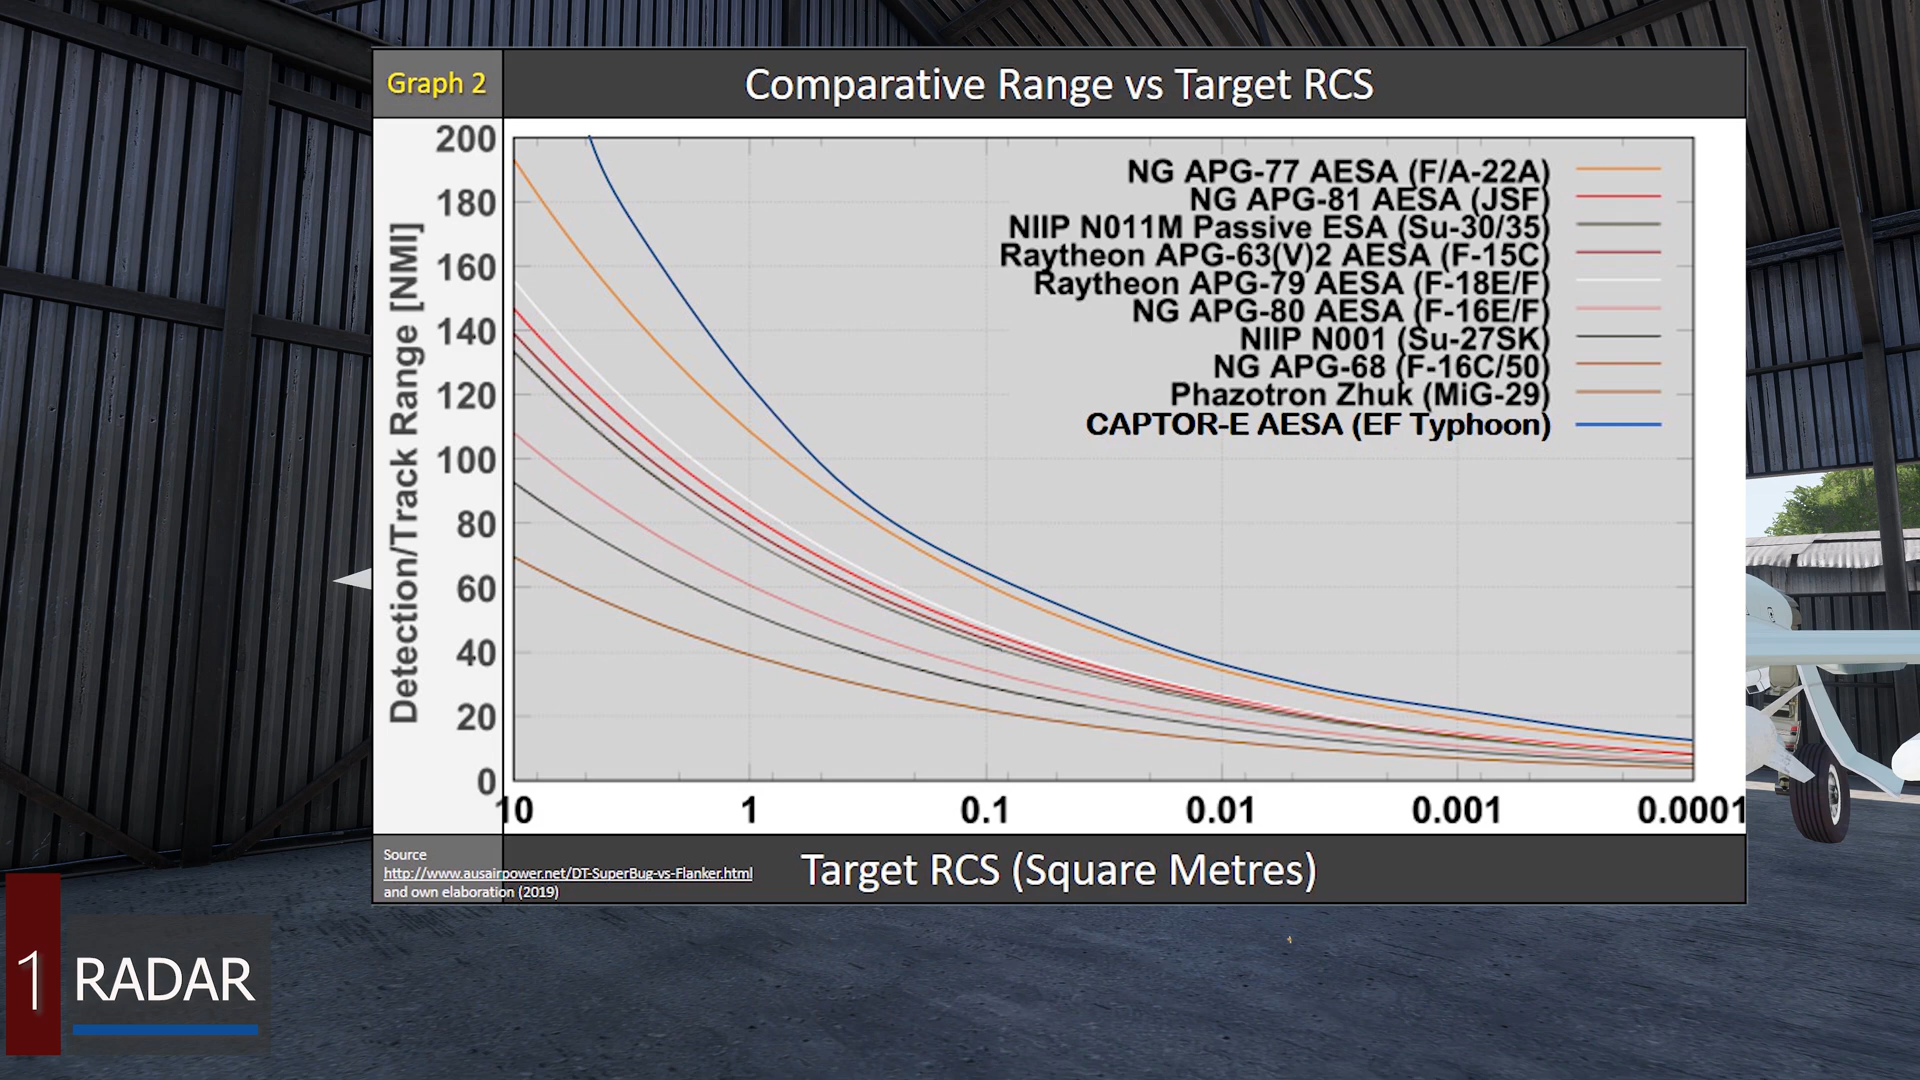 Graph 2
Comparative Range vs Target RCS
200
180
160
140
120
100
80
60
40
20
0
Detection/Track Range [NMI]
NG APG-77 AESA (F/A-22A)
NG APG-81 AESA (JSF)
NIIP N011M Passive ESA (Su-30/35)
Raytheon APG-63(V)2 AESA (F-15C)
Raytheon APG-79 AESA (F-18E/F)
NG APG-80 AESA (F-16E/F)
NIIP N001 (Su-27SK)
NG APG-68 (F-16C/50)
Phazotron Zhuk (MiG-29)
CAPTOR-E AESA (EF Typhoon)
10 1 0.1 0.01 0.001 0.0001
Target RCS (Square Metres)
Source
http://www.ausairpower.net/DT-SuperBug-vs-Flanker.html
and own elaboration (2019)
1 RADAR